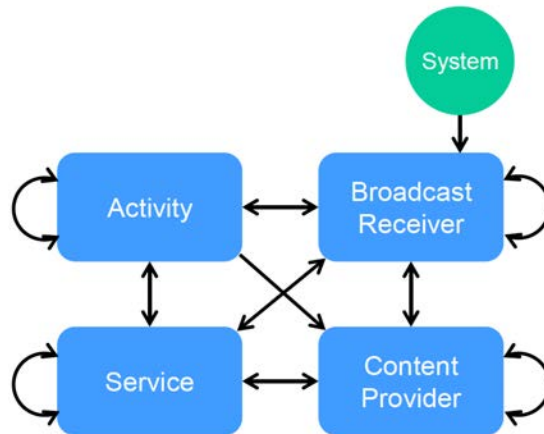 System
Activity
Broadcast
Receiver
Service
Content
Provider